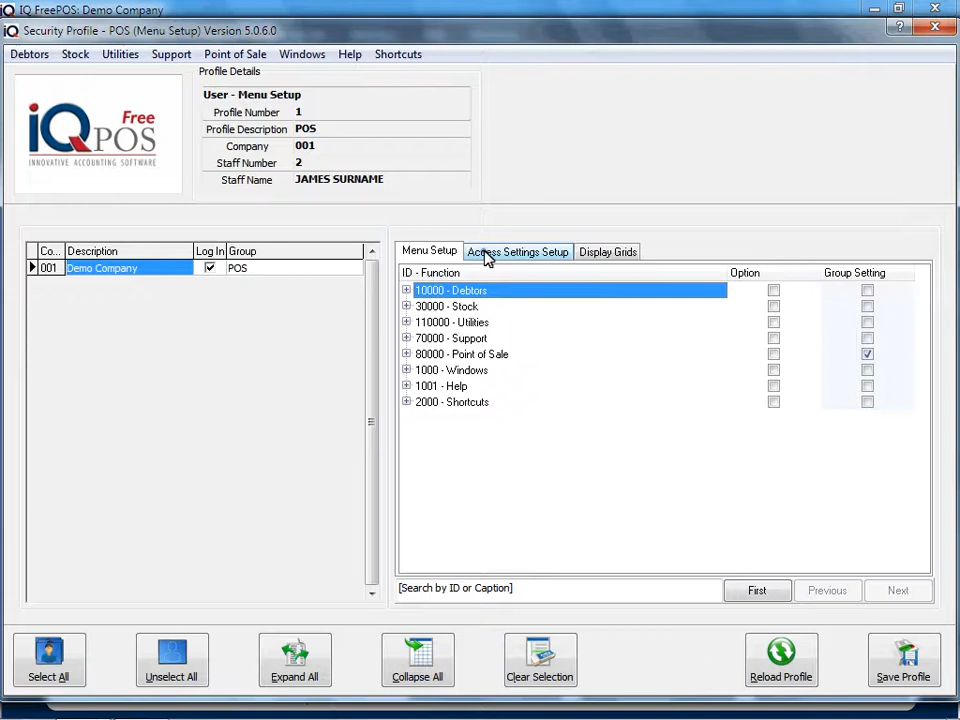 IQ FreePOS: Demo Company
Security Profile - POS (Menu Setup) Version 5.0.6.0
Debtors Stock Utilities Support Point of Sale Windows Help Shortcuts
Profile Details
iQ Free
POS
INNOVATIVE ACCOUNTING SOFTWARE
User - Menu Setup
Profile Number 1
Profile Description POS
Company 001
Staff Number 2
Staff Name JAMES SURNAME
Co... Description Log In Group
001 Demo Company POS
Menu Setup Access Settings Setup Display Grids
ID - Function Option Group Setting
10000 - Debtors
30000 - Stock
110000 - Utilities
70000 - Support
80000 - Point of Sale
1000 - Windows
1001 - Help
2000 - Shortcuts
[Search by ID or Caption] First Previous Next
Select All Unselect All Expand All Collapse All Clear Selection Reload Profile Save Profile